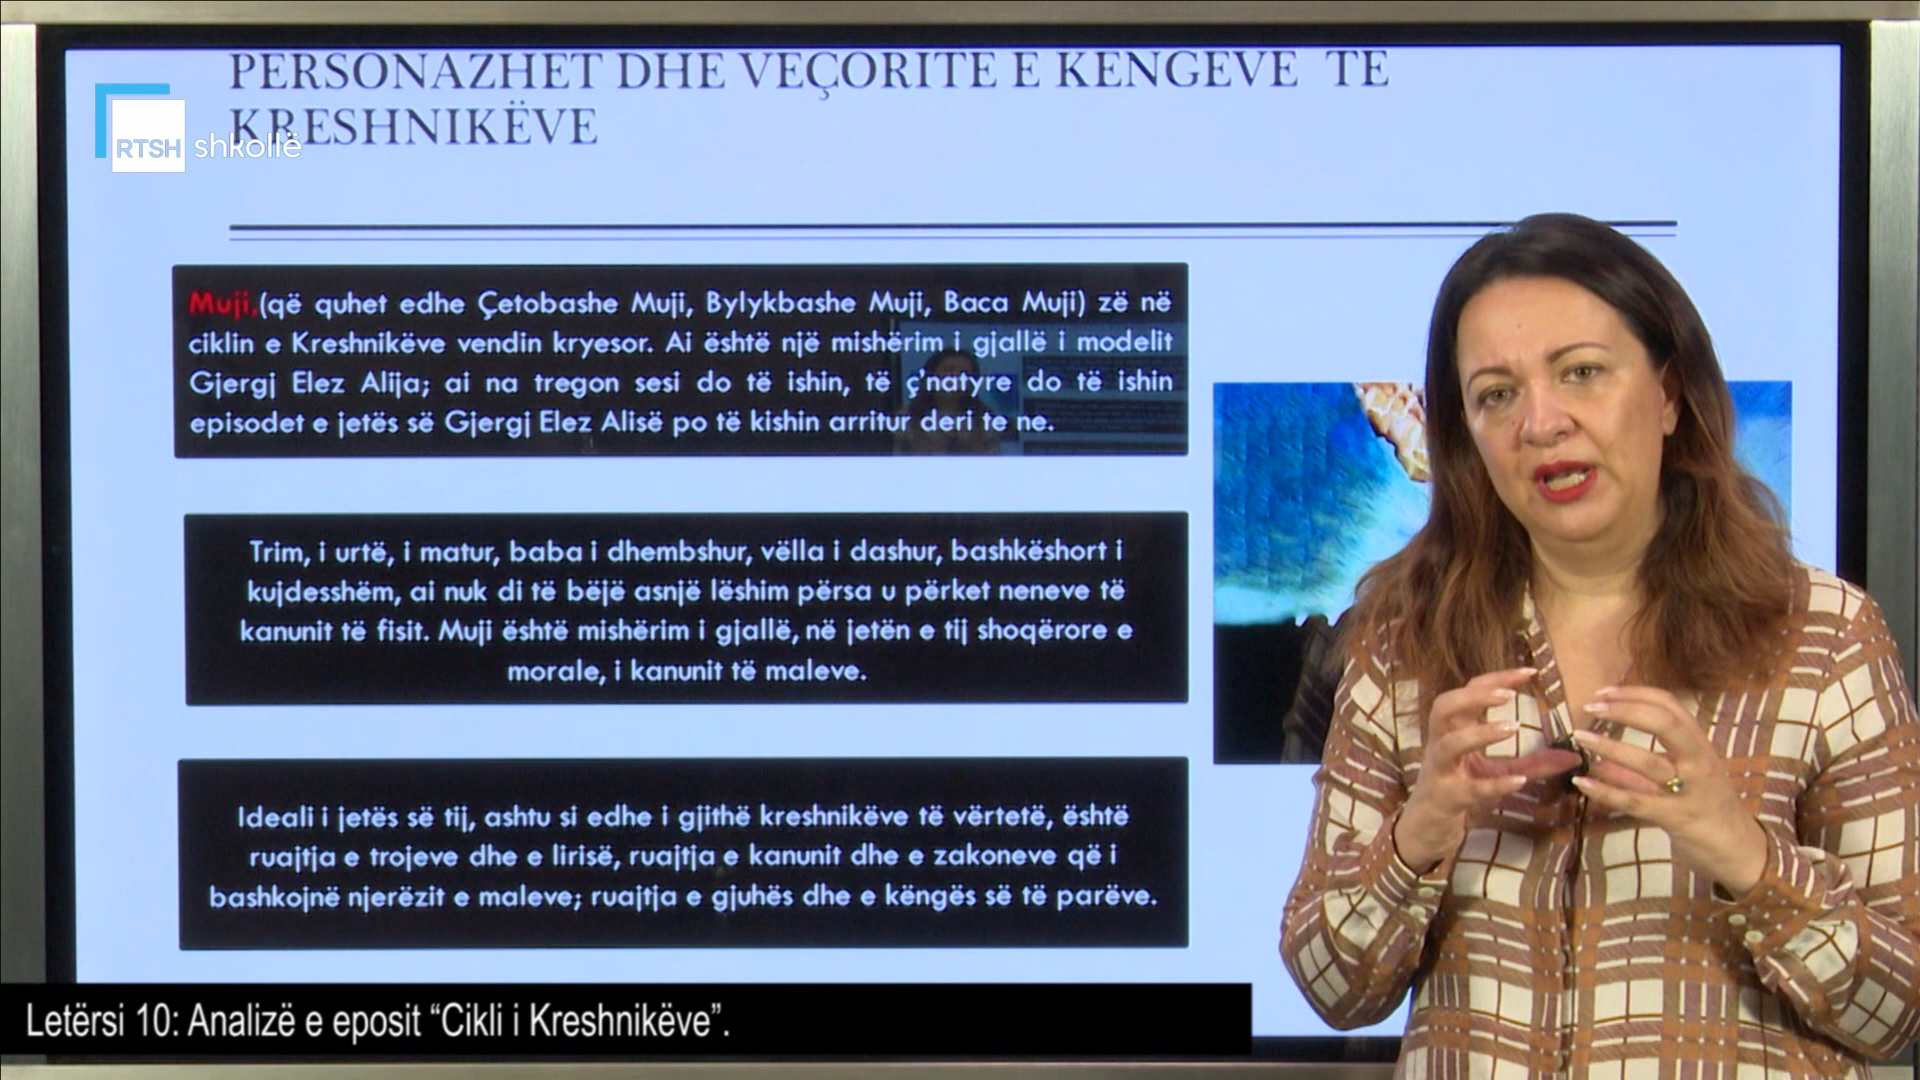 PERSONAZHET DHE VEÇORITE E KENGEVE TE
KRESHNIKËVE
RTSH shkollë
Muji,(që quhet edhe Çetobashe Muji, Bylykbashe Muji, Baca Muji) zë në
ciklin e Kreshnikëve vendin kryesor. Ai është një mishërim i gjallë i modelit
Gjergj Elez Alija; ai na tregon sesi do të ishin, të ç'natyre do të ishin
episodet e jetës së Gjergj Elez Alisë po të kishin arritur deri te ne.
Trim, i urtë, i matur, baba i dhembshur, vëlla i dashur, bashkëshort i
kujdesshëm, ai nuk di të bëjë asnjë lëshim përsa u përket neneve të
kanunit të fisit. Muji është mishërim i gjallë, në jetën e tij shoqërore e
morale, i kanunit të maleve.
Ideali i jetës së tij, ashtu si edhe i gjithë kreshnikëve të vërtetë, është
ruajtja e trojeve dhe e lirisë, ruajtja e kanunit dhe e zakoneve që i
bashkojnë njerëzit e maleve; ruajtja e gjuhës dhe e këngës së të parëve.
Letërsi 10: Analizë e eposit “Cikli i Kreshnikëve”.